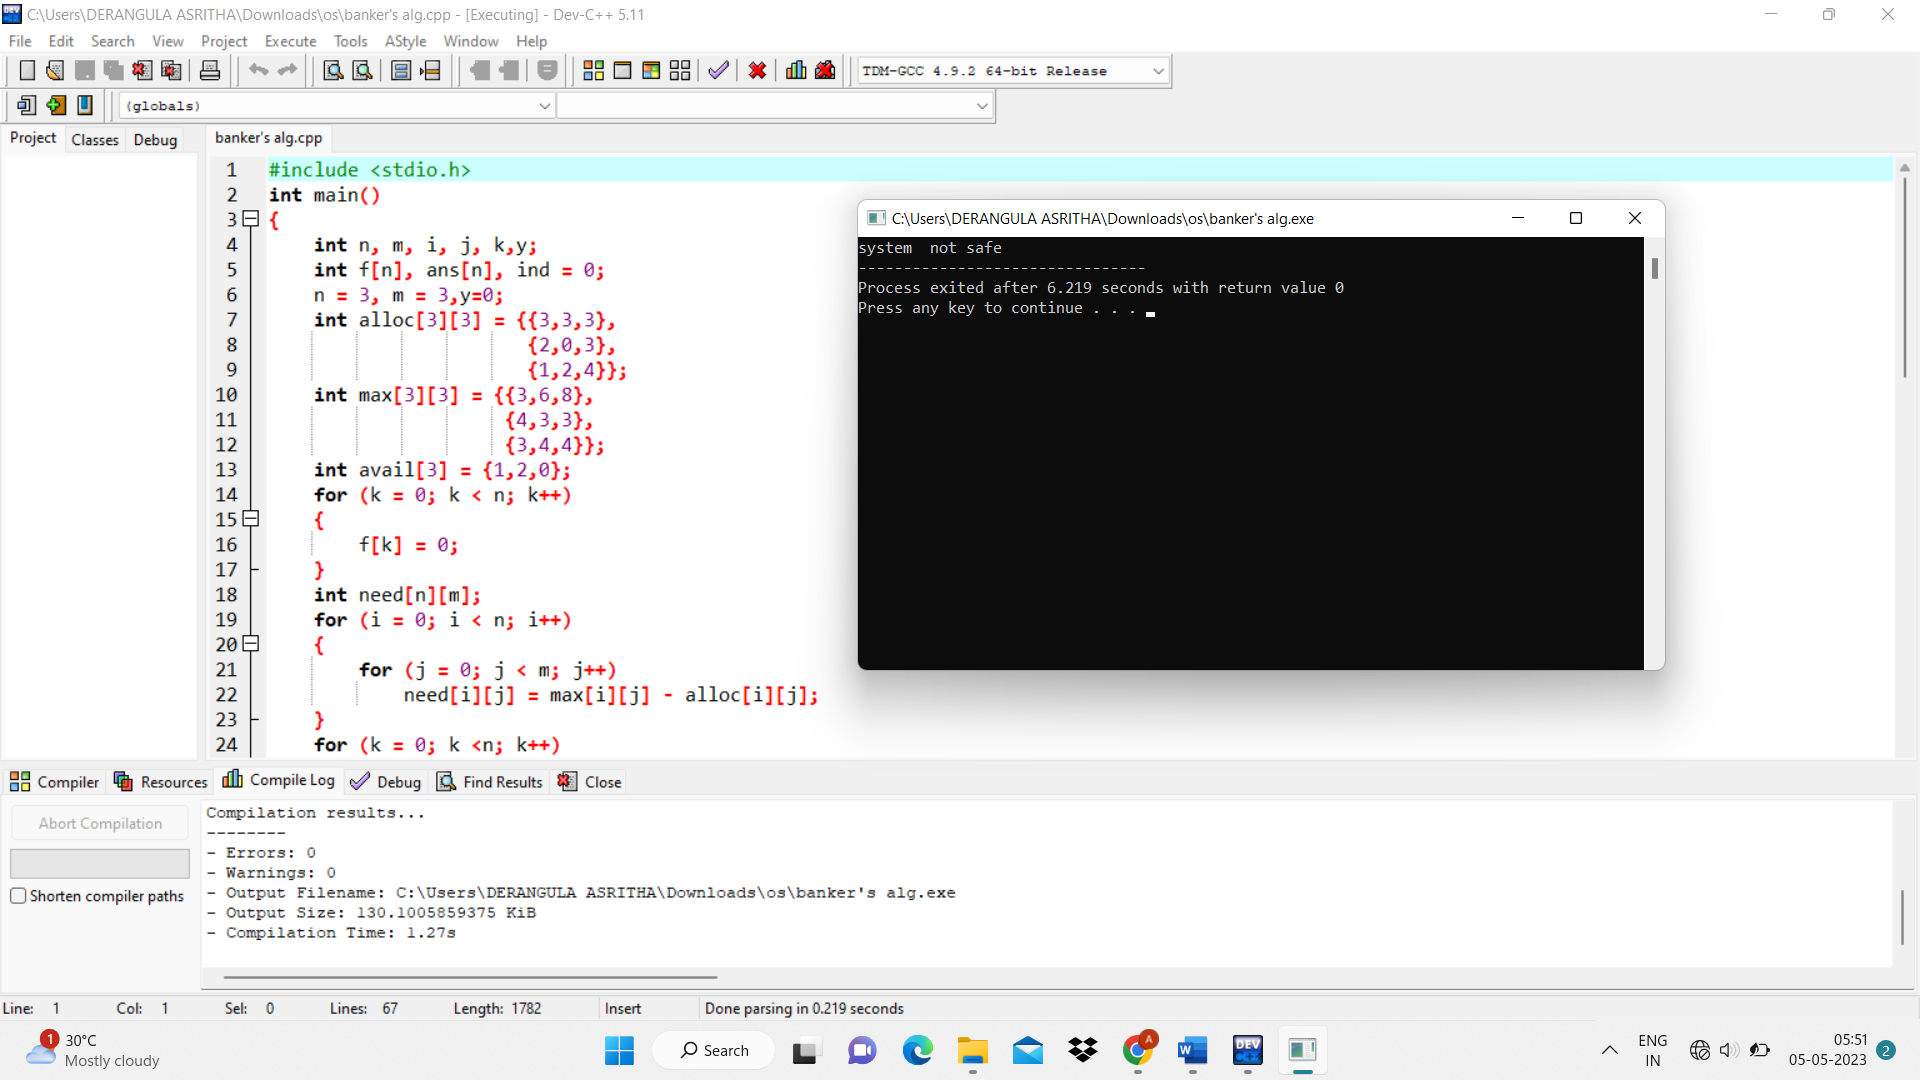 C:\Users\DERANGULA ASRITHA\Downloads\os\banker's alg.cpp - [Executing] - Dev-C++ 5.11
File Edit Search View Project Execute Tools AStyle Window Help
TDM-GCC 4.9.2 64-bit Release
(globals)
Project Classes Debug
banker's alg.cpp
1 #include <stdio.h>
2 int main()
3 {
4 int n, m, i, j, k,y;
5 int f[n], ans[n], ind = 0;
6 n = 3, m = 3,y=0;
7 int alloc[3][3] = {{3,3,3},
8 {2,0,3},
9 {1,2,4}};
10 int max[3][3] = {{3,6,8},
11 {4,3,3},
12 {3,4,4}};
13 int avail[3] = {1,2,0};
14 for (k = 0; k < n; k++)
15 {
16 f[k] = 0;
17 }
18 int need[n][m];
19 for (i = 0; i < n; i++)
20 {
21 for (j = 0; j < m; j++)
22 need[i][j] = max[i][j] - alloc[i][j];
23 }
24 for (k = 0; k <n; k++)
C:\Users\DERANGULA ASRITHA\Downloads\os\banker's alg.exe
system  not safe
--------------------------------
Process exited after 6.219 seconds with return value 0
Press any key to continue . . .
Compiler Resources Compile Log Debug Find Results Close
Abort Compilation
Shorten compiler paths
Compilation results...
--------
- Errors: 0
- Warnings: 0
- Output Filename: C:\Users\DERANGULA ASRITHA\Downloads\os\banker's alg.exe
- Output Size: 130.1005859375 KiB
- Compilation Time: 1.27s
Line: 1 Col: 1 Sel: 0 Lines: 67 Length: 1782 Insert Done parsing in 0.219 seconds
1
30°C
Mostly cloudy
Search
A
W
DEV
C++
ENG
IN
05:51
05-05-2023
2